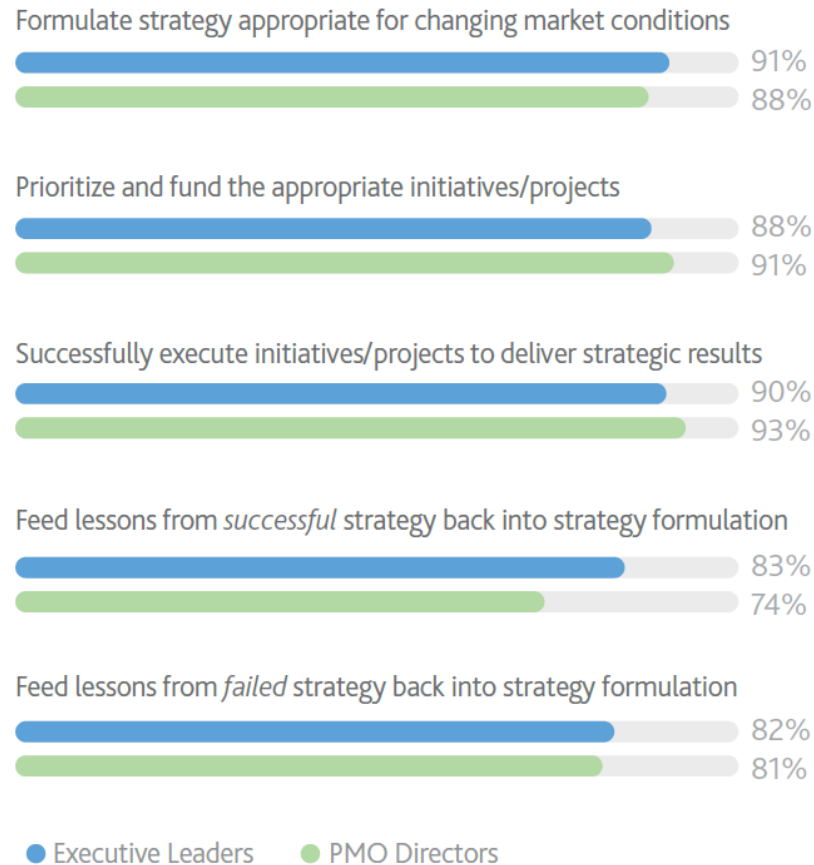 Formulate strategy appropriate for changing market conditions
91%
88%
Prioritize and fund the appropriate initiatives/projects
88%
91%
Successfully execute initiatives/projects to deliver strategic results
90%
93%
Feed lessons from successful strategy back into strategy formulation
83%
74%
Feed lessons from failed strategy back into strategy formulation
82%
81%
Executive Leaders PMO Directors